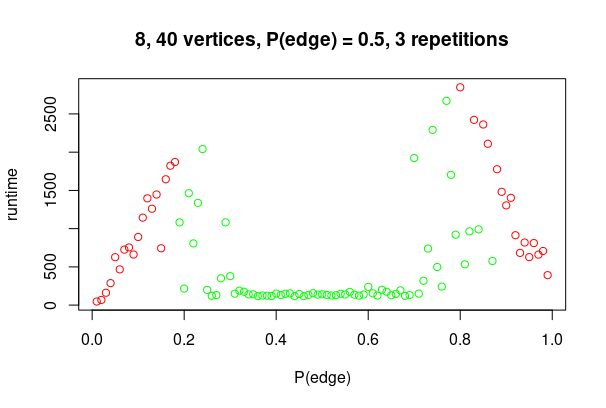 8, 40 vertices, P(edge) = 0.5, 3 repetitions
runtime
2500
1500
500
0
0.0 0.2 0.4 0.6 0.8 1.0
P(edge)